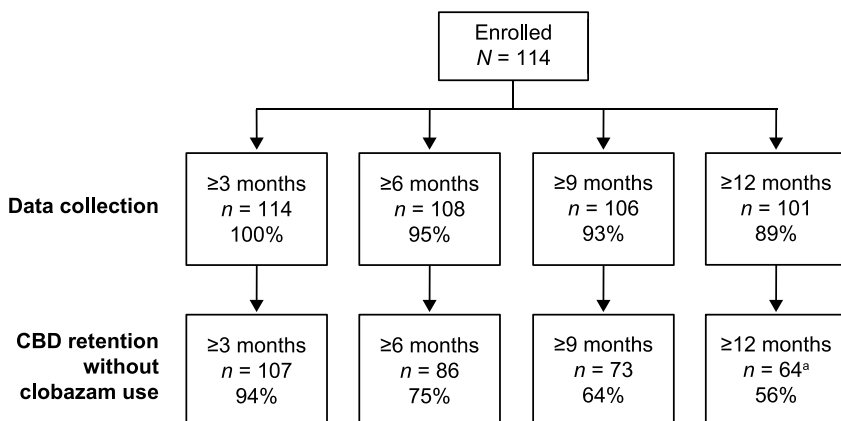 Enrolled
N = 114
Data collection
≥3 months
n = 114
100%
≥6 months
n = 108
95%
≥9 months
n = 106
93%
≥12 months
n = 101
89%
CBD retention
without
clobazam use
≥3 months
n = 107
94%
≥6 months
n = 86
75%
≥9 months
n = 73
64%
≥12 months
n = 64ᵃ
56%